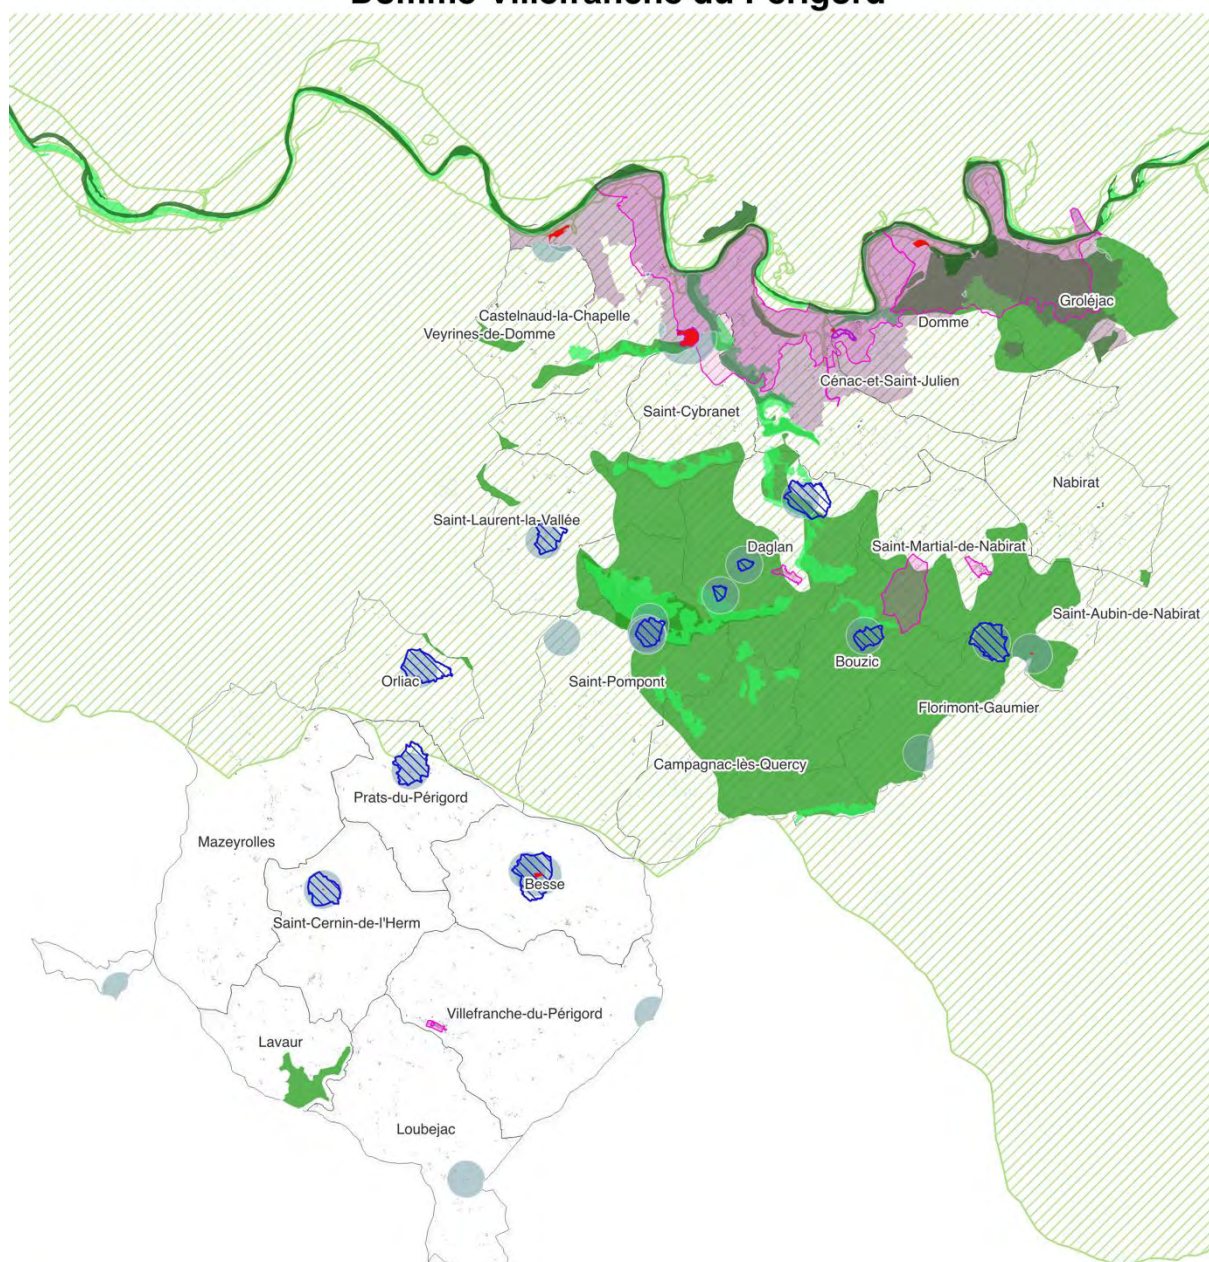 Domme-Villefranche du Périgord
Groléjac
Castelnaud-la-Chapelle
Domme
Veyrines-de-Domme
Cénac-et-Saint-Julien
Saint-Cybranet
Nabirat
Saint-Laurent-la-Vallée
Daglan
Saint-Martial-de-Nabirat
Saint-Aubin-de-Nabirat
Bouzic
Orliac
Saint-Pompont
Florimont-Gaumier
Campagnac-lès-Quercy
Prats-du-Périgord
Mazeyrolles
Besse
Saint-Cernin-de-l'Herm
Villefranche-du-Périgord
Lavaur
Loubejac